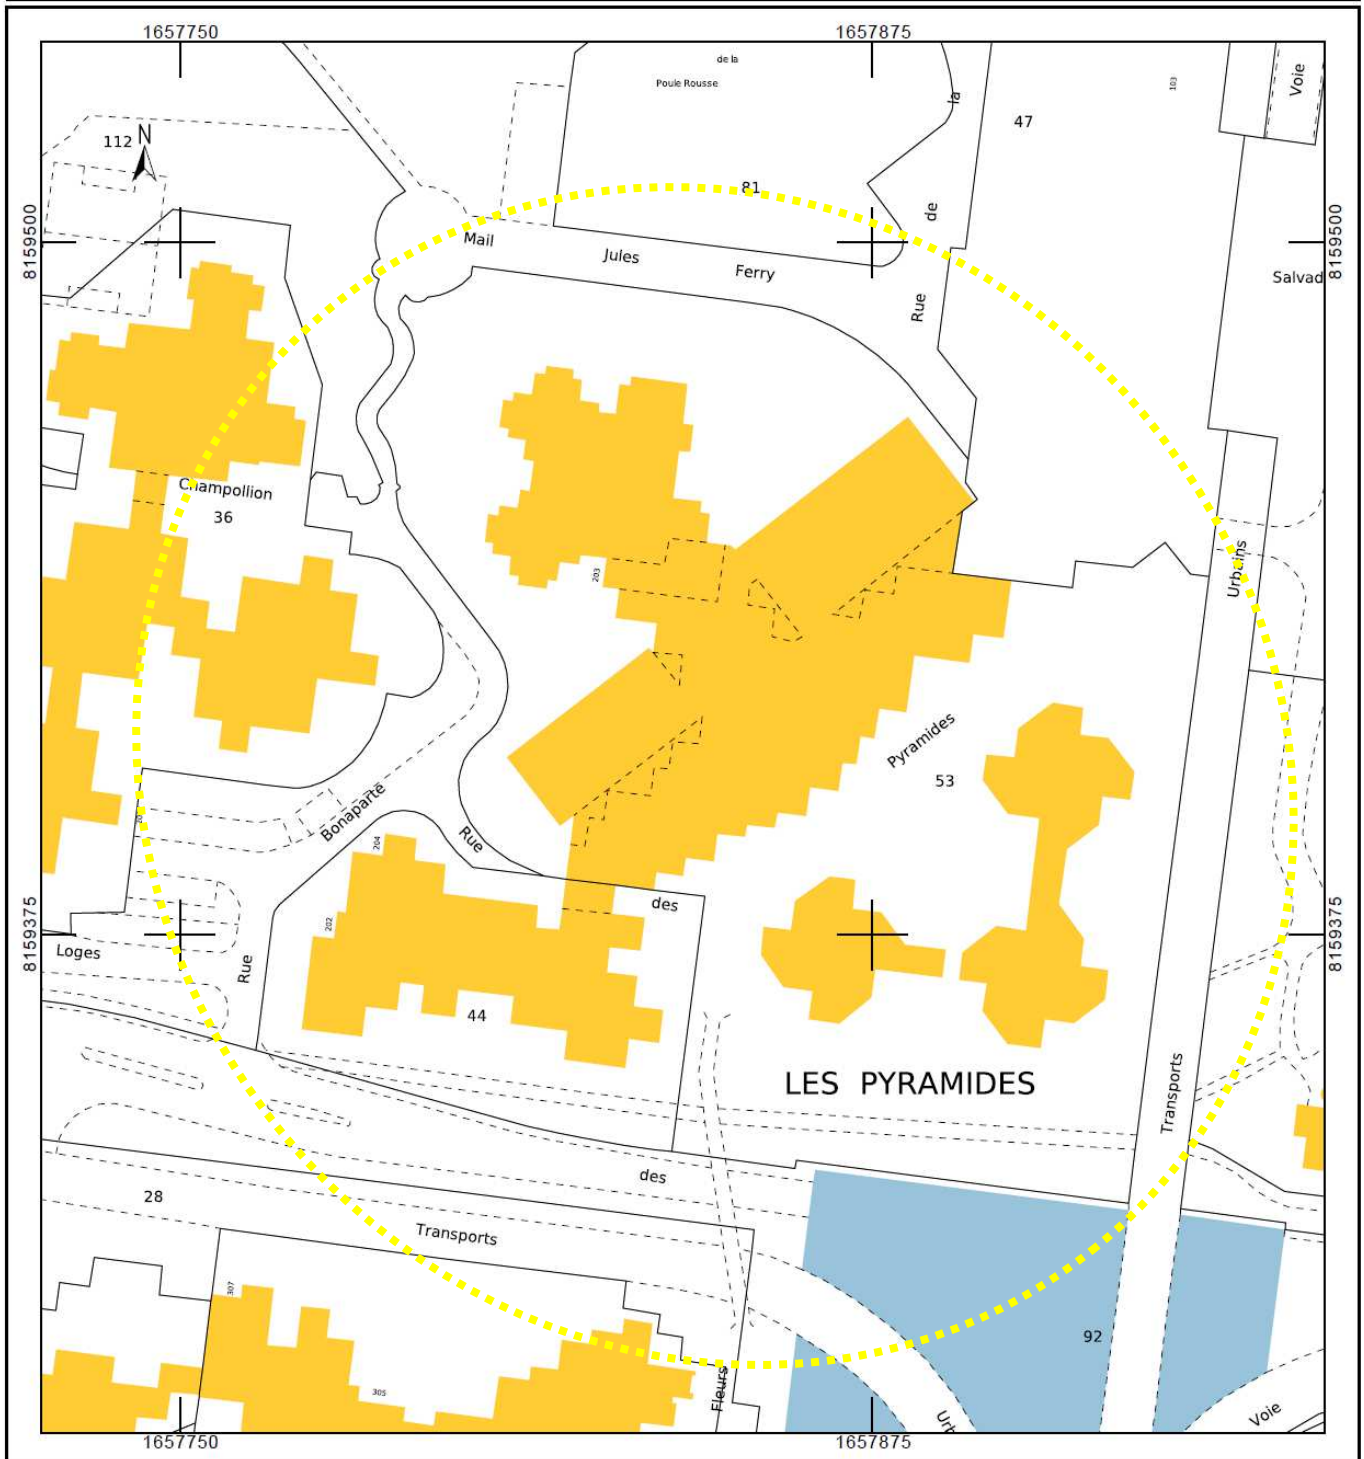 1657750
1657875
de la
Poule Rousse
la
47
103
Voie
112
N
81
8159500
8159500
de
Mail
Jules
Ferry
Rue
Salvad
Champollion
36
203
Urbains
Pyramides
53
Bonaparte
Rue
204
202
des
8159375
8159375
Loges
Rue
44
LES PYRAMIDES
Transports
des
28
Transports
307
92
305
Fleurs
Urb
Voie
1657750
1657875